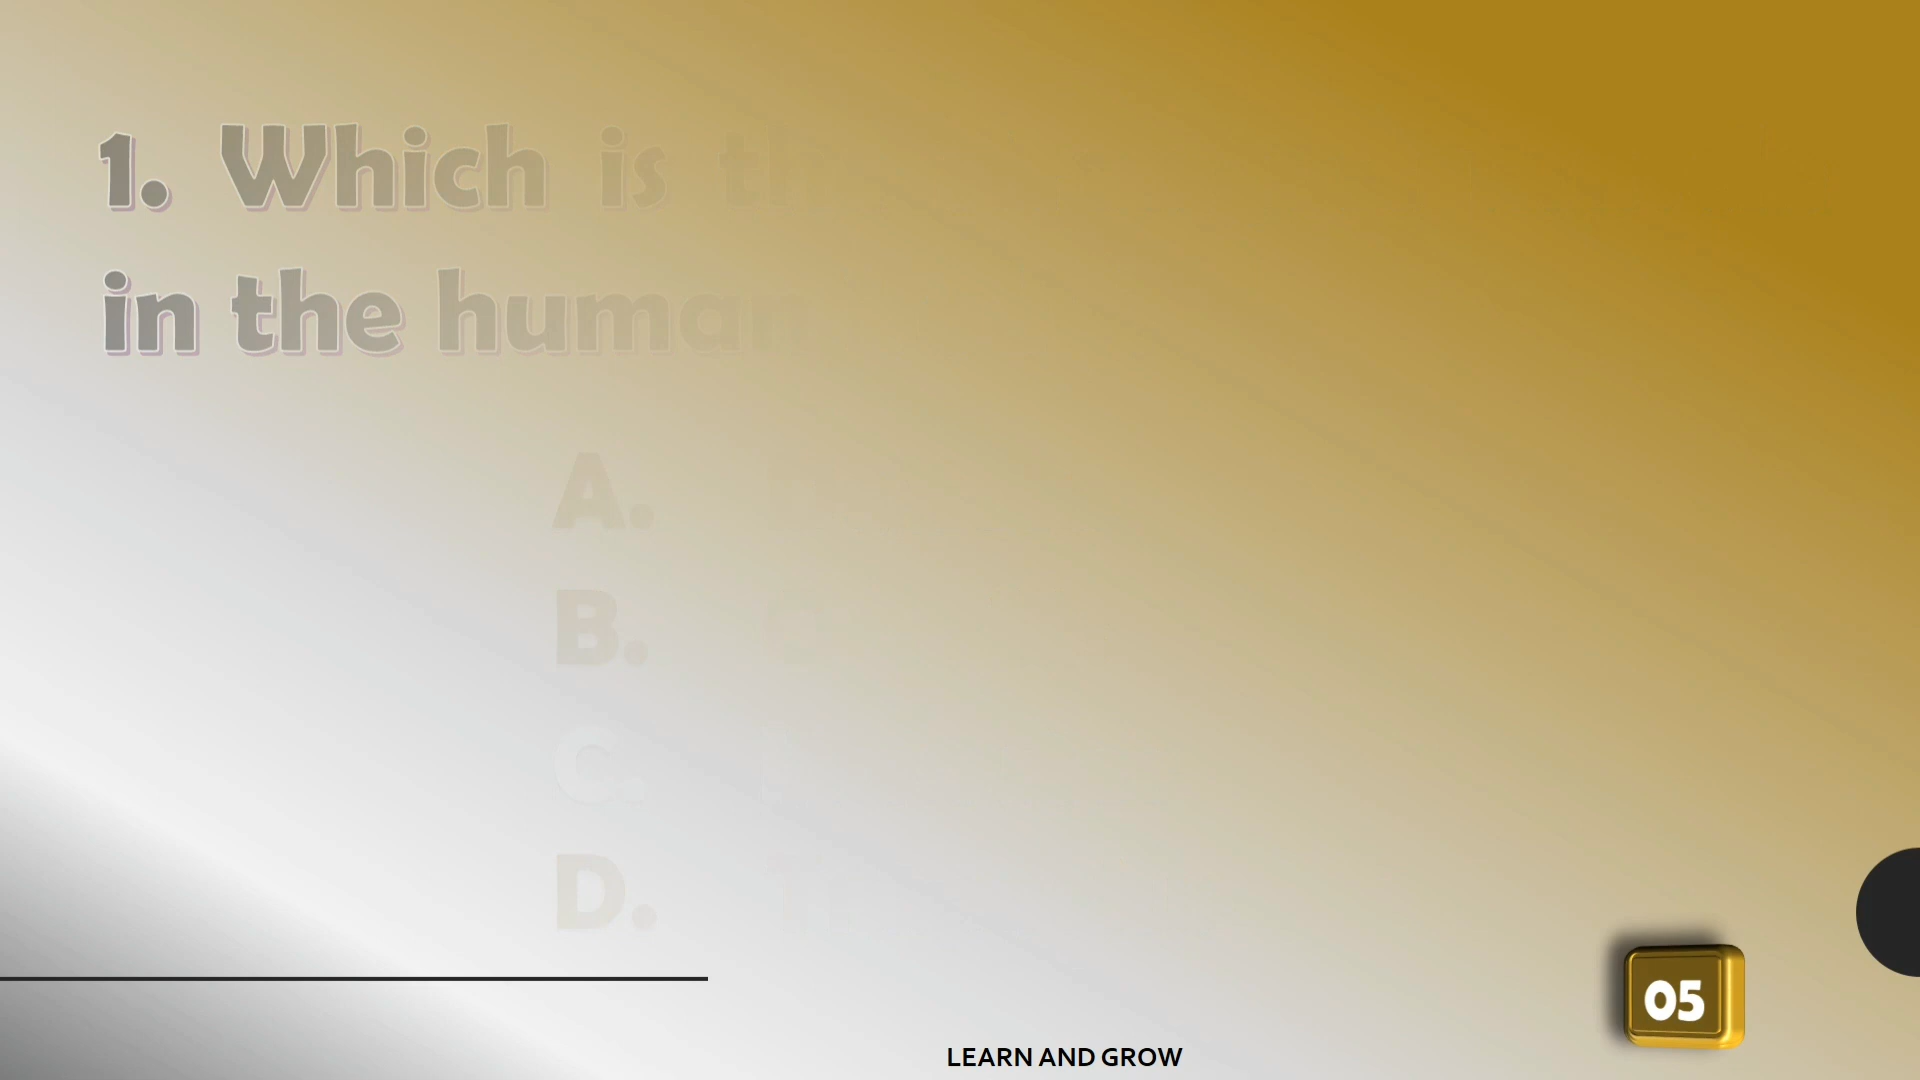 1. Which is th
in the human
A.
B.
C.
D.
05
LEARN AND GROW